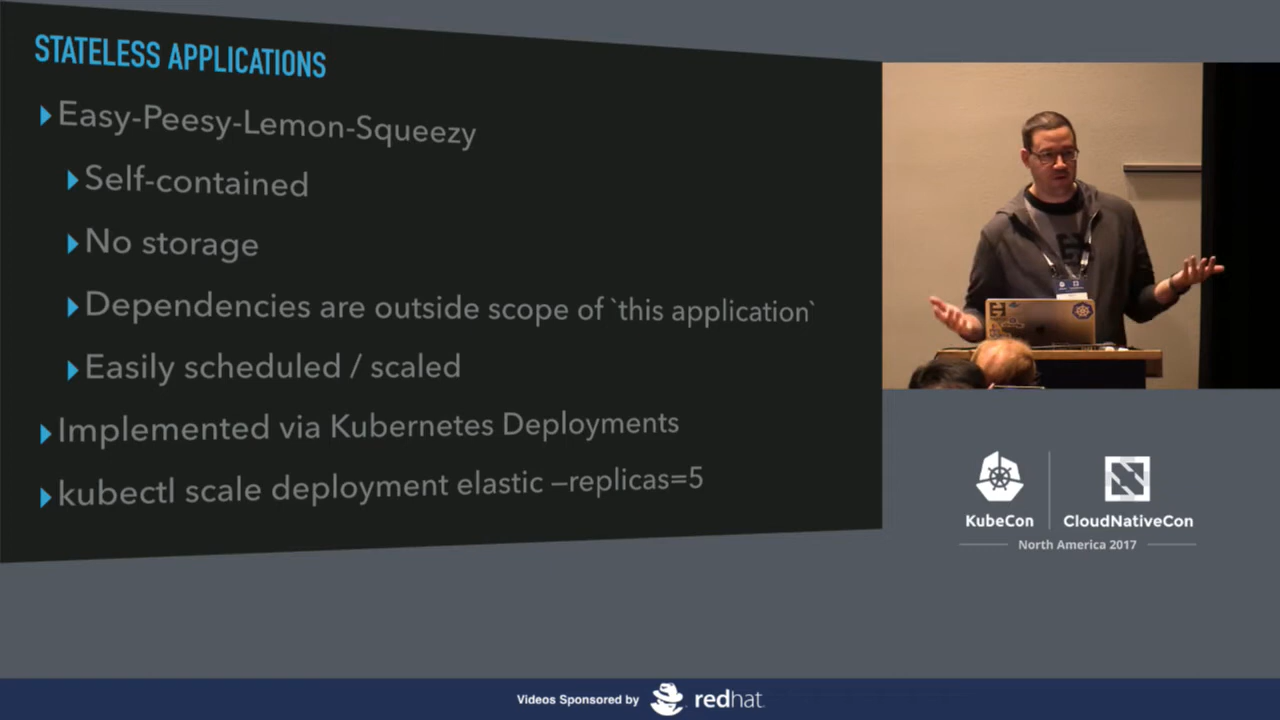 STATELESS APPLICATIONS
Easy-Peesy-Lemon-Squeezy
Self-contained
No storage
Dependencies are outside scope of `this application`
Easily scheduled / scaled
Implemented via Kubernetes Deployments
kubectl scale deployment elastic –replicas=5
KubeCon
CloudNativeCon
North America 2017
Videos Sponsored by redhat